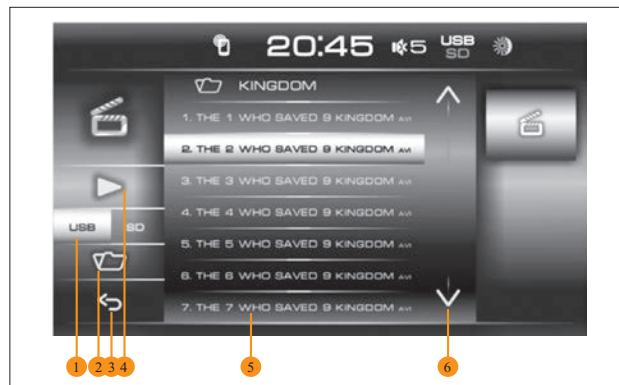 20:45 5 USB
SD
KINGDOM
1. THE 1 WHO SAVED 9 KINGDOM AVI
2. THE 2 WHO SAVED 9 KINGDOM AVI
3. THE 3 WHO SAVED 9 KINGDOM AVI
4. THE 4 WHO SAVED 9 KINGDOM AVI
USB SD
5. THE 5 WHO SAVED 9 KINGDOM AVI
6. THE 6 WHO SAVED 9 KINGDOM AVI
7. THE 7 WHO SAVED 9 KINGDOM AVI
1 2 3 4 5 6